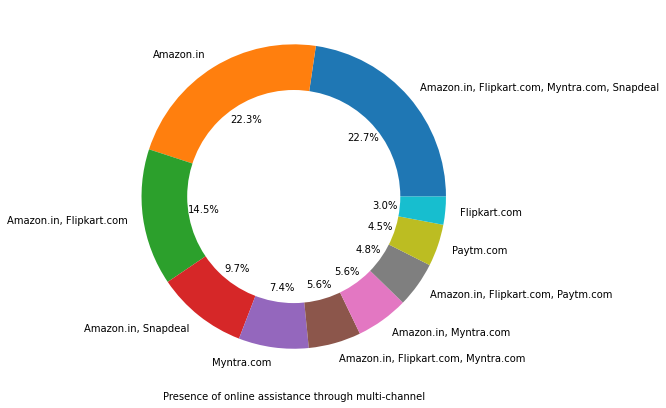 Amazon.in
Amazon.in, Flipkart.com, Myntra.com, Snapdeal
22.3%
22.7%
Amazon.in, Flipkart.com
14.5%
3.0%
Flipkart.com
4.5%
Paytm.com
4.8%
9.7%
5.6%
7.4%
5.6%
Amazon.in, Flipkart.com, Paytm.com
Amazon.in, Snapdeal
Amazon.in, Myntra.com
Myntra.com
Amazon.in, Flipkart.com, Myntra.com
Presence of online assistance through multi-channel